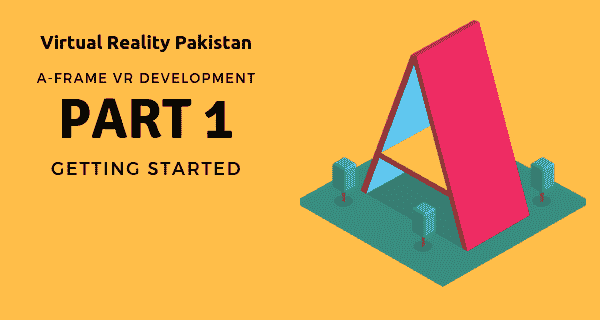 Virtual Reality Pakistan
A-FRAME VR DEVELOPMENT
PART 1
GETTING STARTED